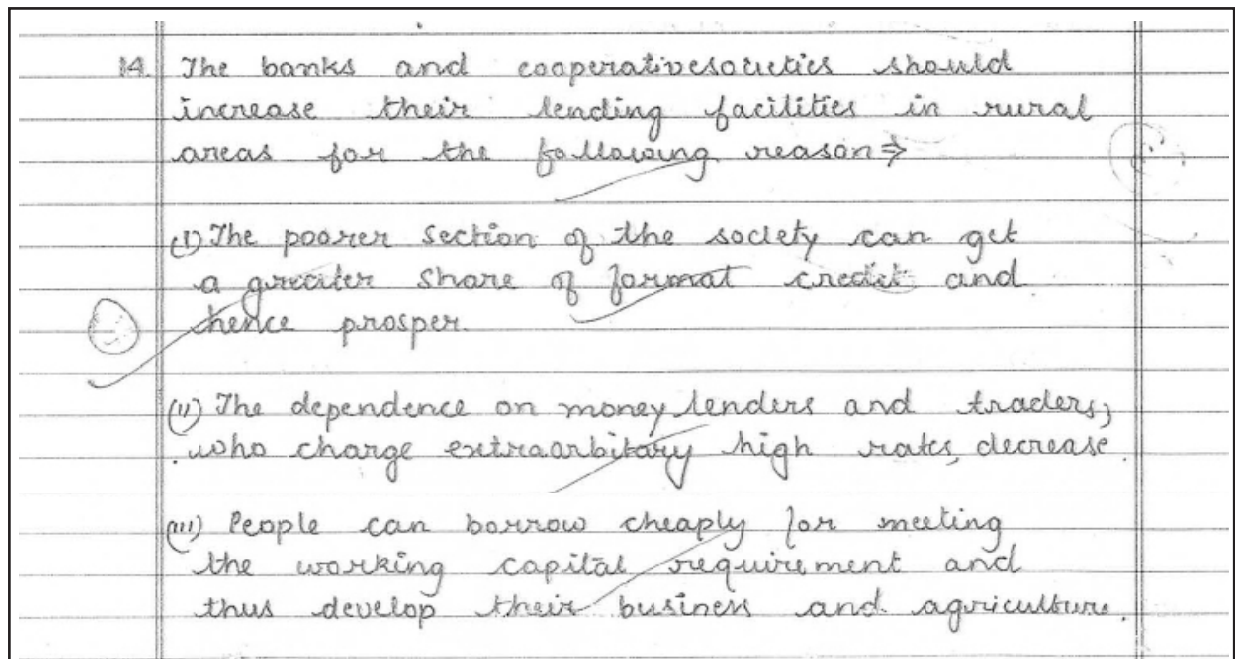 14. The banks and cooperativesocieties should
increase their lending facilities in rural
areas for the following reason⇒
(I) The poorer section of the society can get
a greater share of format credit and
hence prosper.
(II) The dependence on money lenders and traders,
who charge extraarbitary high rates, decrease.
(III) People can borrow cheaply for meeting
the working capital requirement and
thus develop their business and agriculture.